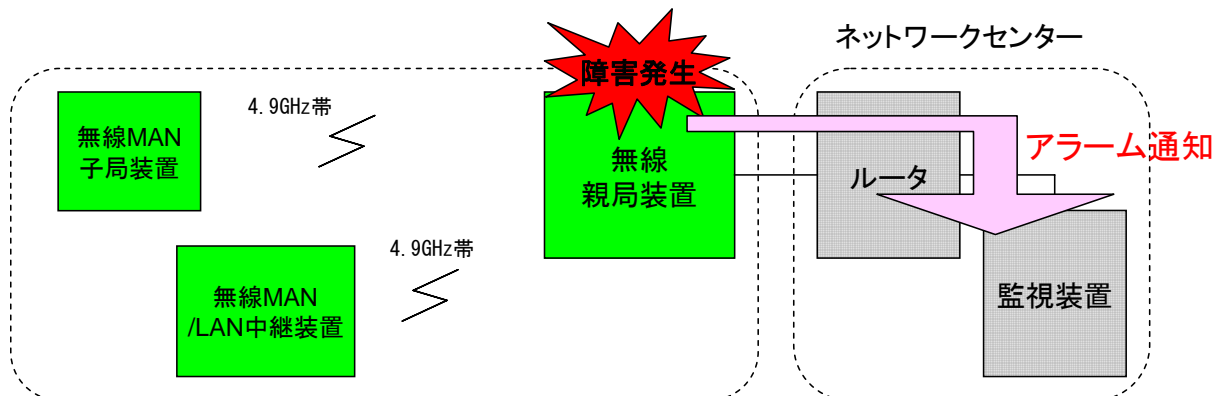 ネットワークセンター
障害発生
4.9GHz帯
無線MAN
子局装置
無線
親局装置
ルータ
アラーム通知
4.9GHz帯
無線MAN
/LAN中継装置
監視装置